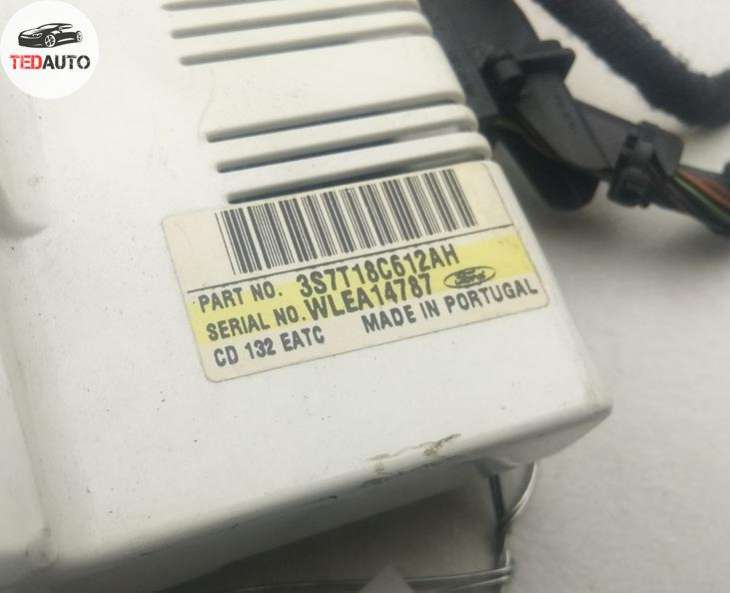 TEDAUTO
PART NO. 3S7T18C612AH
SERIAL NO. WLEA14787
Ford
CD 132 EATC MADE IN PORTUGAL